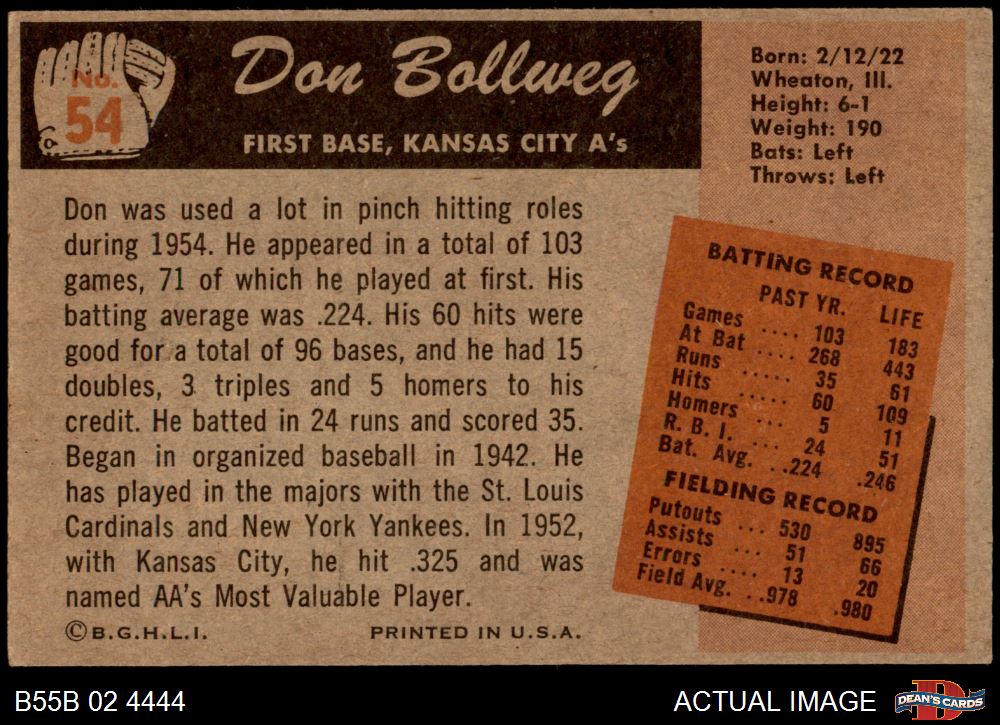 No.
54
Don Bollweg
FIRST BASE, KANSAS CITY A's
Born: 2/12/22
Wheaton, Ill.
Height: 6-1
Weight: 190
Bats: Left
Throws: Left
Don was used a lot in pinch hitting roles
during 1954. He appeared in a total of 103
games, 71 of which he played at first. His
batting average was .224. His 60 hits were
good for a total of 96 bases, and he had 15
doubles, 3 triples and 5 homers to his
credit. He batted in 24 runs and scored 35.
Began in organized baseball in 1942. He
has played in the majors with the St. Louis
Cardinals and New York Yankees. In 1952,
with Kansas City, he hit .325 and was
named AA's Most Valuable Player.
©B.G.H.L.I. PRINTED IN U.S.A.
BATTING RECORD
PAST YR. LIFE
Games .... 103 183
At Bat .... 268 443
Runs ..... 35 61
Hits ..... 60 109
Homers ... 5 11
R. B. I. ... 24 51
Bat. Avg. ..224 .246
FIELDING RECORD
Putouts ... 530 895
Assists ... 51 66
Errors .... 13 20
Field Avg. ..978 .980
B55B 02 4444 ACTUAL IMAGE
D
DEAN'S CARDS